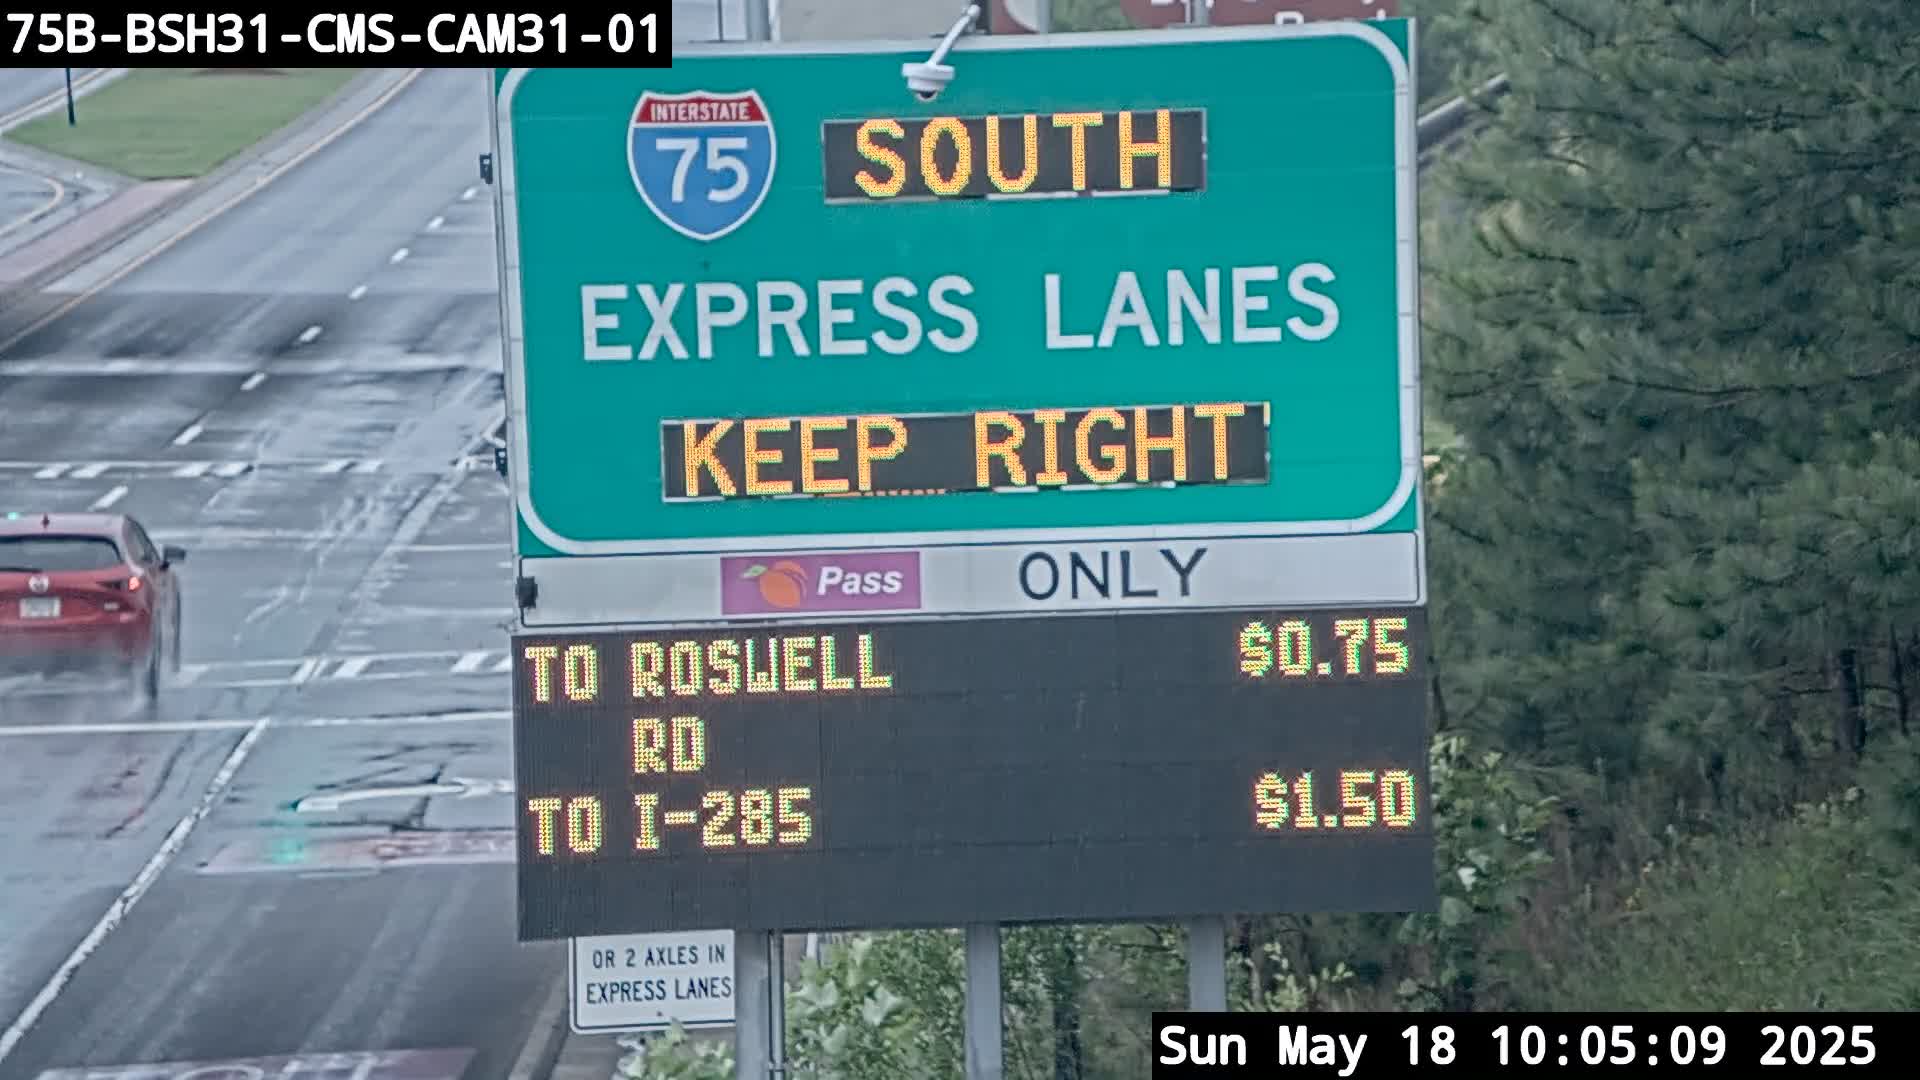 75B-BSH31-CMS-CAM31-01
INTERSTATE
75
SOUTH
EXPRESS LANES
KEEP RIGHT
Pass ONLY
TO ROSWELL $0.75
RD
TO I-285 $1.50
OR 2 AXLES IN
EXPRESS LANES
Sun May 18 10:05:09 2025